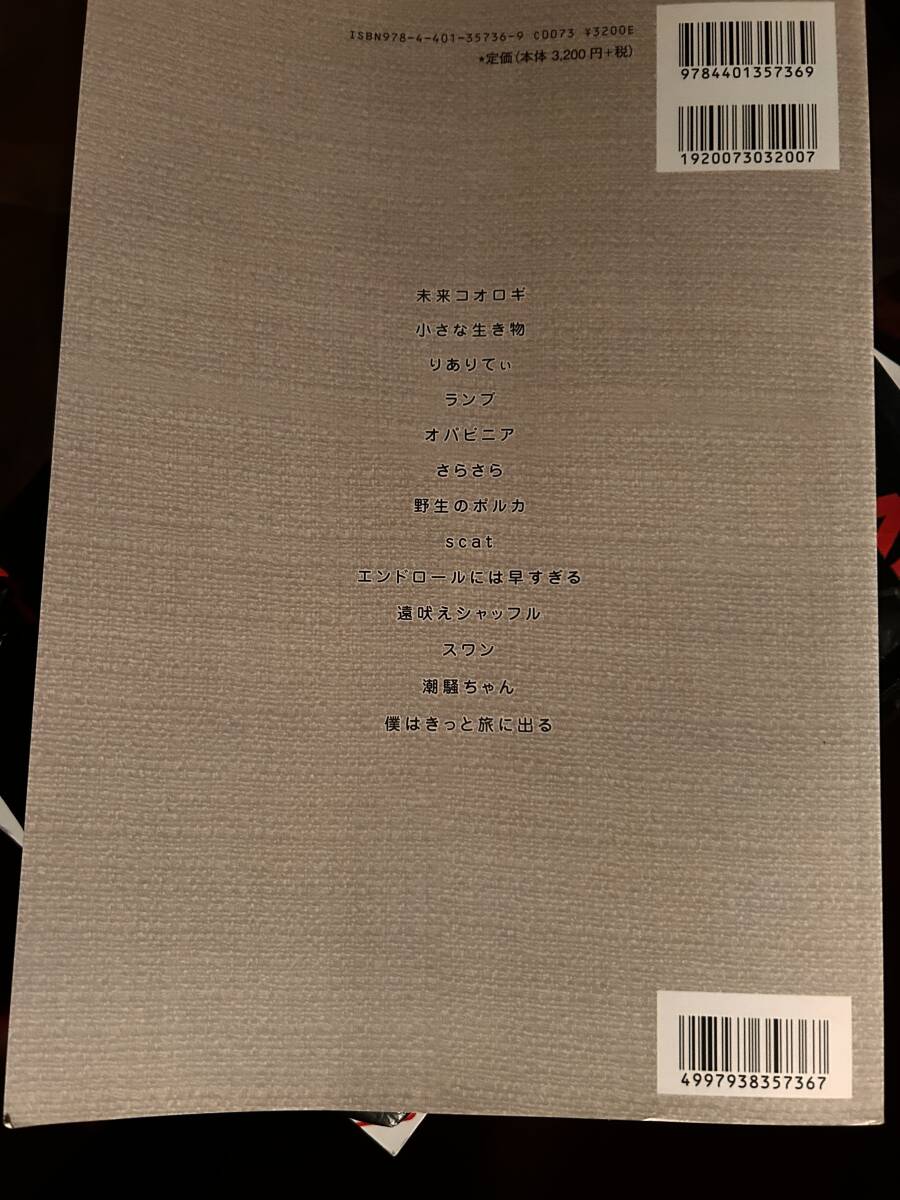 ISBN978-4-401-35736-9 C0073 ¥3200E
*定価(本体 3,200 円+税)
9784401357369
1920073032007
未来コオロギ
小さな生き物
りありてぃ
ランプ
オパビニア
さらさら
野生のポルカ
scat
エンドロールには早すぎる
遠吠えシャッフル
スワン
潮騒ちゃん
僕はきっと旅に出る
4997938357367